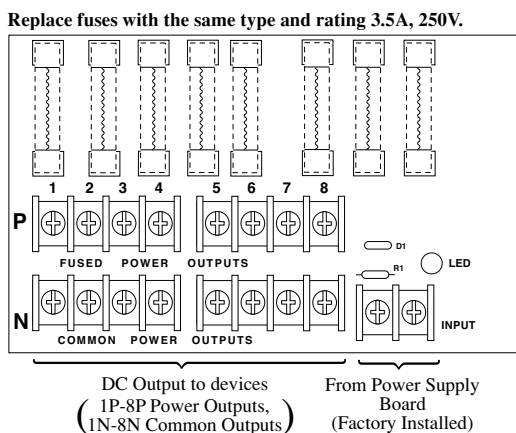 Replace fuses with the same type and rating 3.5A, 250V.
1 2 3 4 5 6 7 8
P
FUSED POWER OUTPUTS
D1
LED
R1
N
INPUT
COMMON POWER OUTPUTS
DC Output to devices
(1P-8P Power Outputs,
1N-8N Common Outputs)
From Power Supply
Board
(Factory Installed)